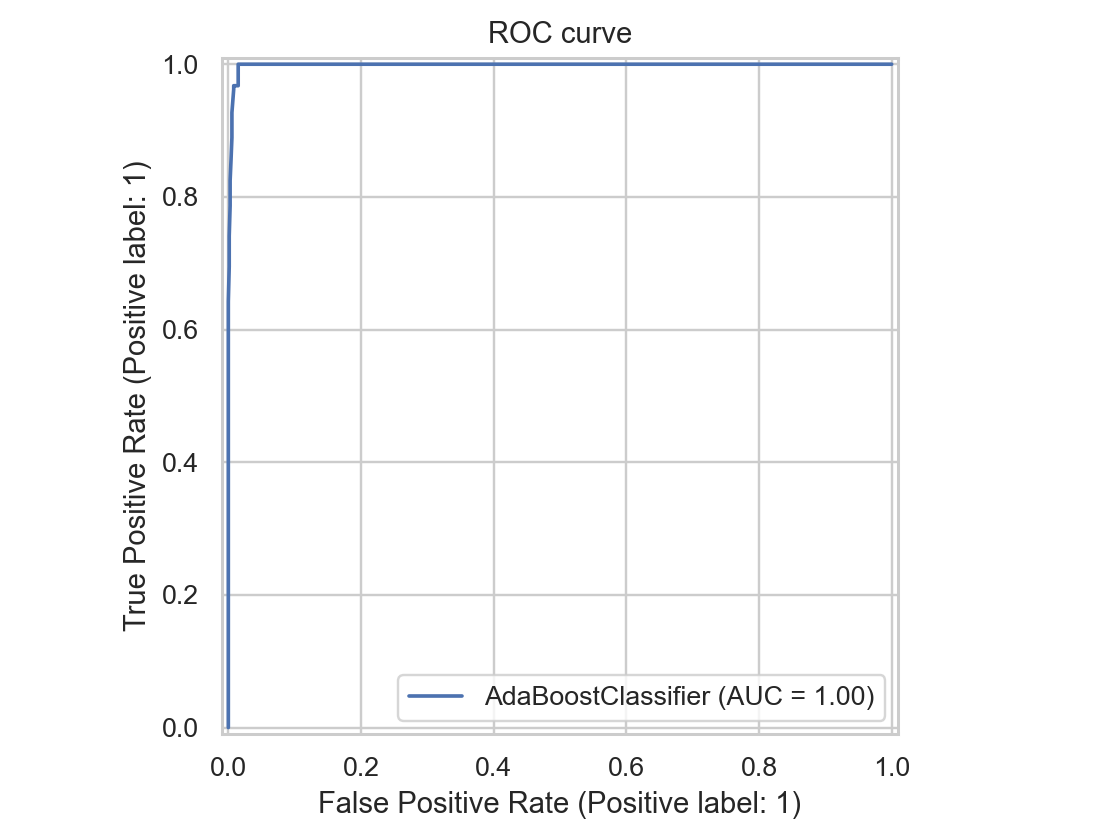 ROC curve
1.0
0.8
0.6
0.4
0.2
0.0
True Positive Rate (Positive label: 1)
AdaBoostClassifier (AUC = 1.00)
0.0 0.2 0.4 0.6 0.8 1.0
False Positive Rate (Positive label: 1)